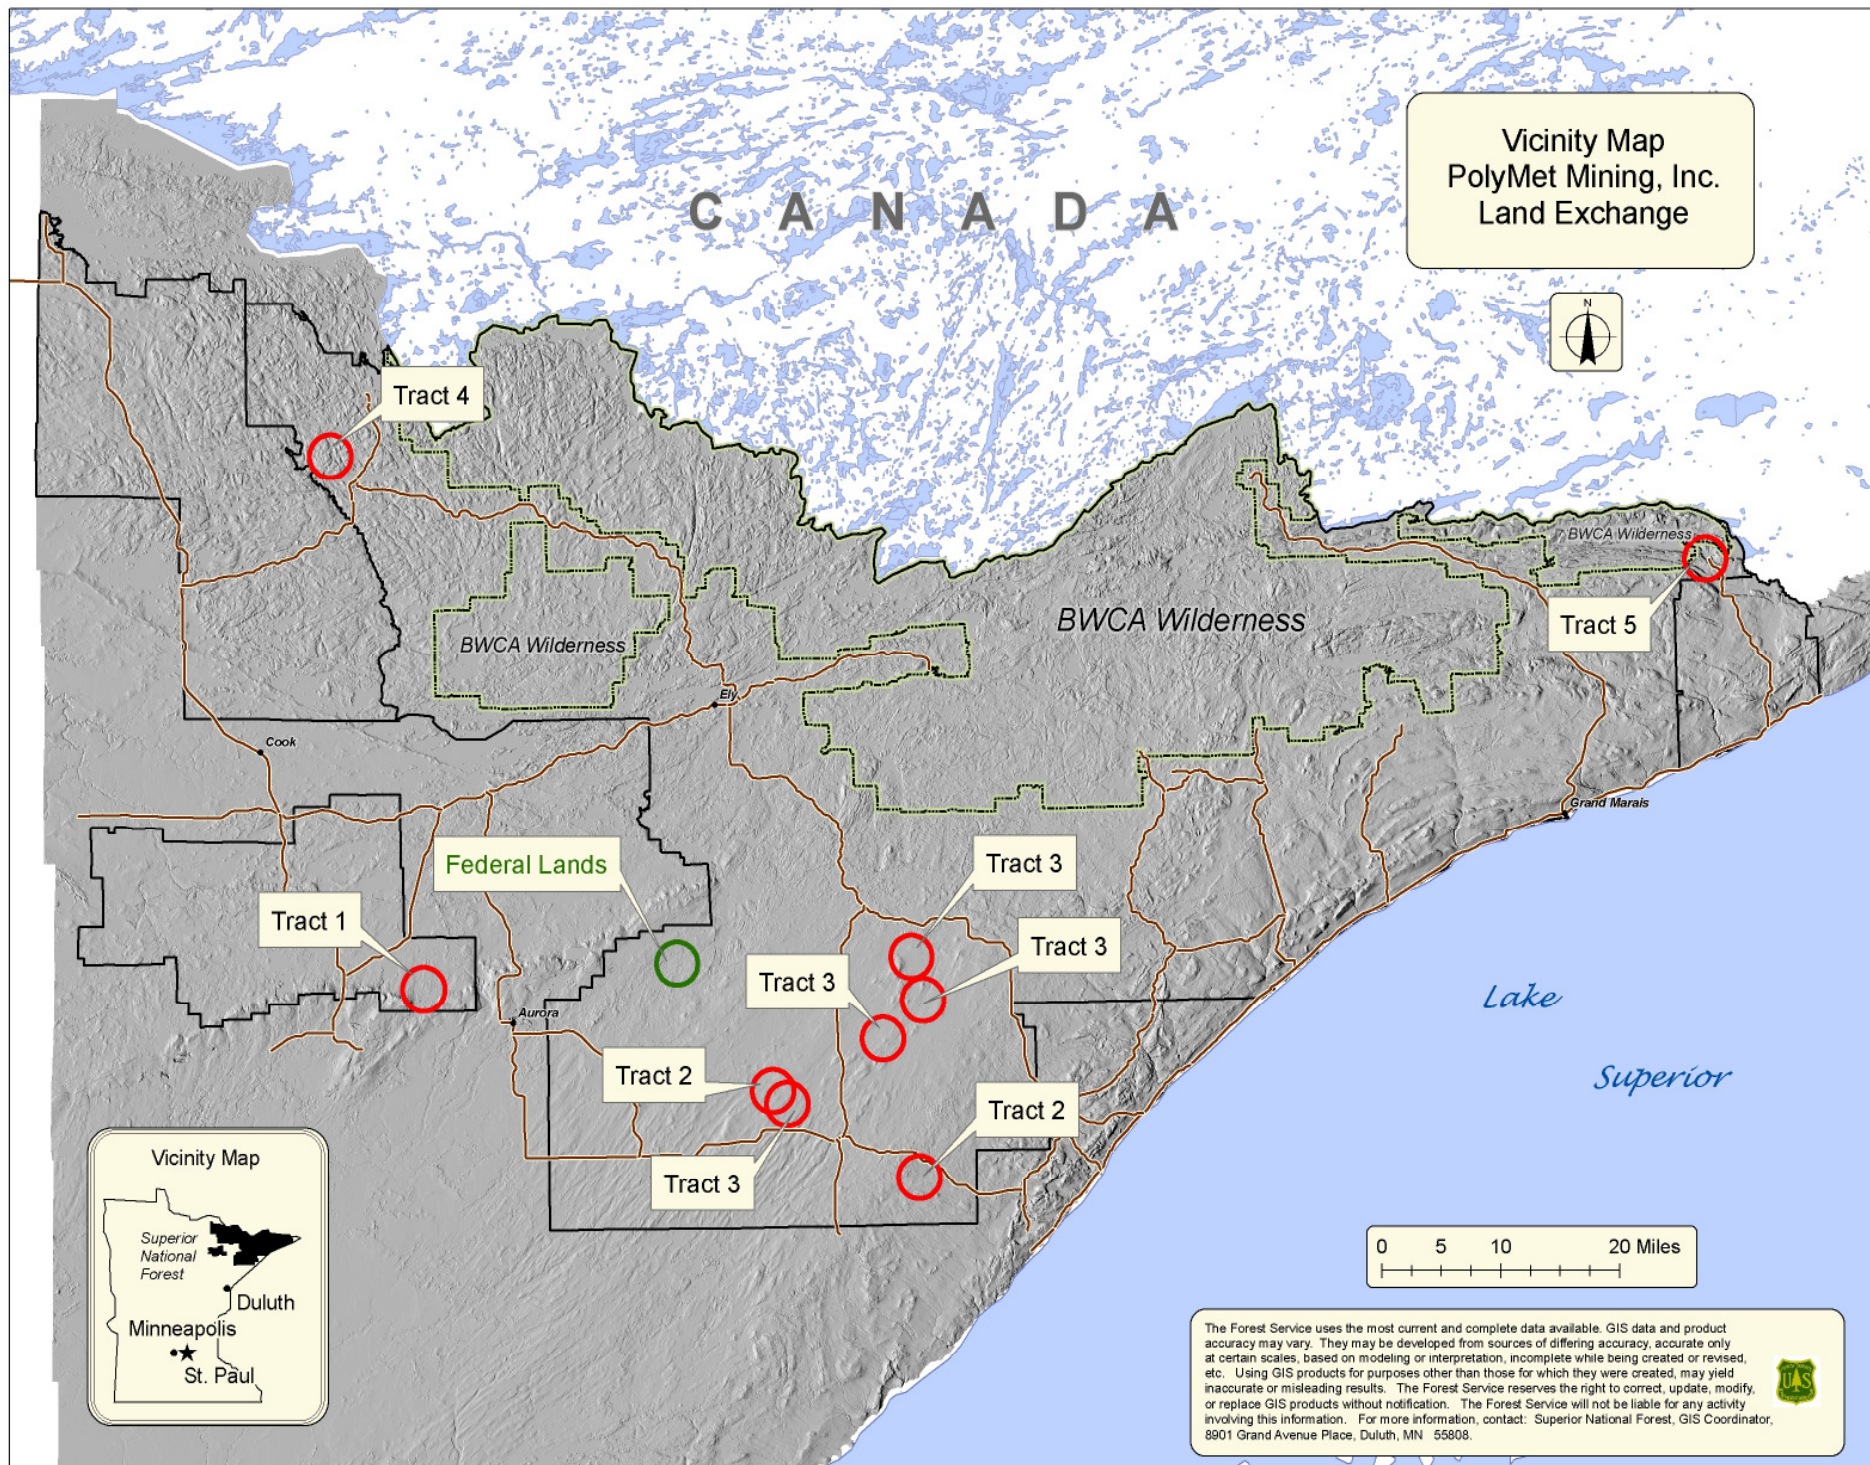 Vicinity Map
PolyMet Mining, Inc.
Land Exchange
CANADA
N
Tract 4
BWCA Wilderness
BWCA Wilderness
BWCA Wilderness
Tract 5
Ely
Cook
Grand Marais
Federal Lands
Tract 3
Tract 1
Tract 3
Tract 3
Aurora
Lake
Superior
Tract 2
Tract 2
Tract 3
Vicinity Map
Superior
National
Forest
Duluth
Minneapolis
St. Paul
0 5 10 20 Miles
The Forest Service uses the most current and complete data available. GIS data and product
accuracy may vary. They may be developed from sources of differing accuracy, accurate only
at certain scales, based on modeling or interpretation, incomplete while being created or revised,
etc. Using GIS products for purposes other than those for which they were created, may yield
inaccurate or misleading results. The Forest Service reserves the right to correct, update, modify,
or replace GIS products without notification. The Forest Service will not be liable for any activity
involving this information. For more information, contact: Superior National Forest, GIS Coordinator,
8901 Grand Avenue Place, Duluth, MN 55808.
U S